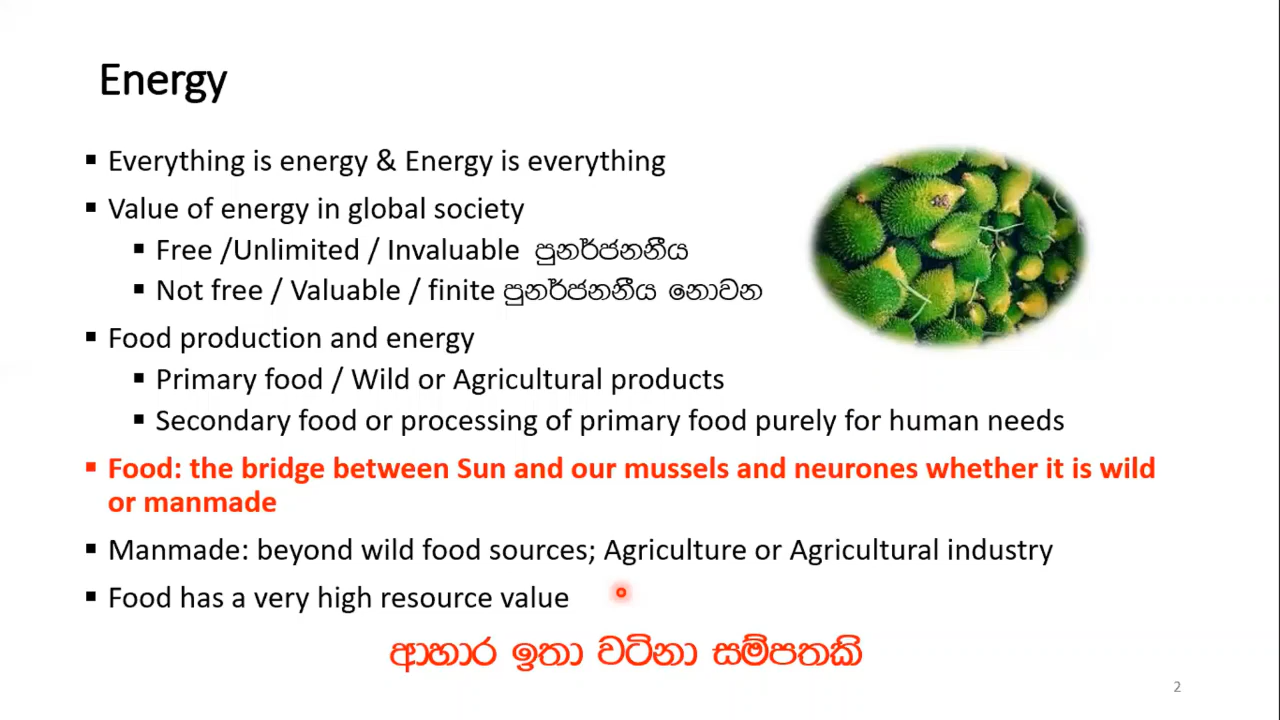 Energy
▪ Everything is energy & Energy is everything
▪ Value of energy in global society
▪ Free /Unlimited / Invaluable පුනර්ජනනීය
▪ Not free / Valuable / finite පුනර්ජනනීය නොවන
▪ Food production and energy
▪ Primary food / Wild or Agricultural products
▪ Secondary food or processing of primary food purely for human needs
▪ Food: the bridge between Sun and our mussels and neurones whether it is wild
or manmade
▪ Manmade: beyond wild food sources; Agriculture or Agricultural industry
▪ Food has a very high resource value
ආහාර ඉතා වටිනා සම්පතකි
2